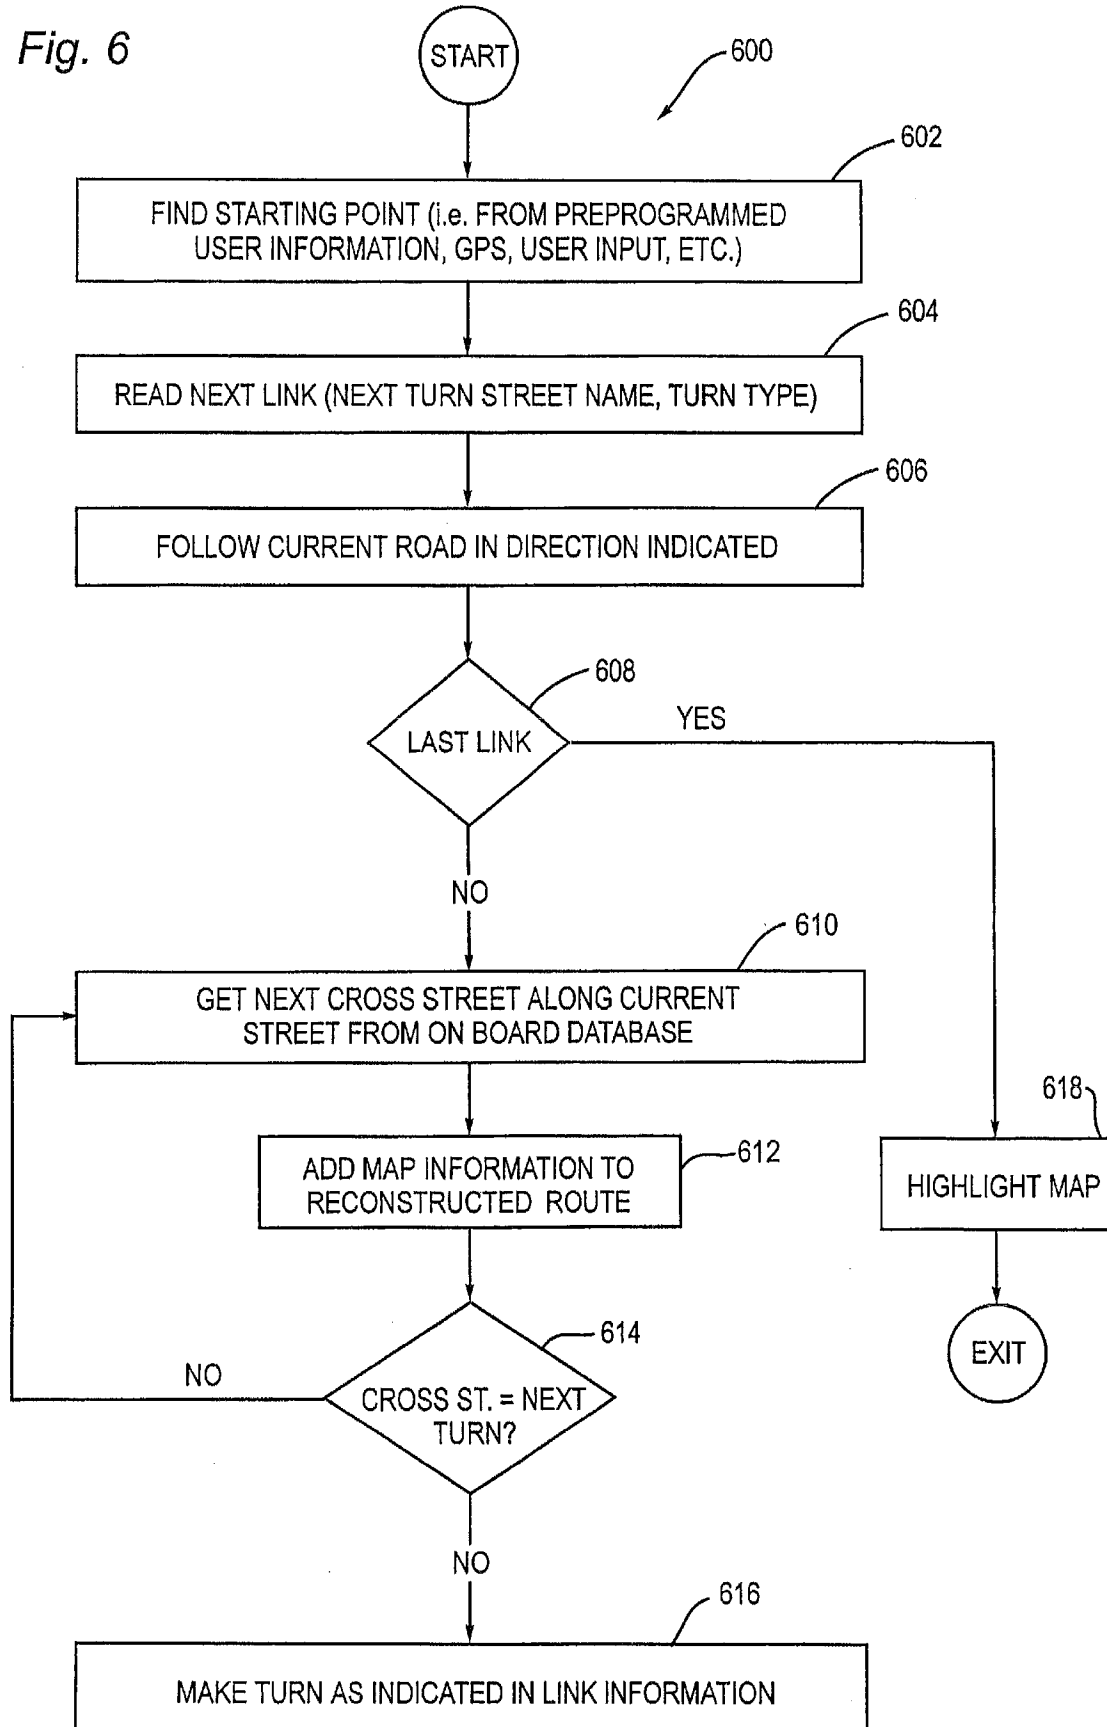 Fig. 6
START
600
602
FIND STARTING POINT (i.e. FROM PREPROGRAMMED
USER INFORMATION, GPS, USER INPUT, ETC.)
604
READ NEXT LINK (NEXT TURN STREET NAME, TURN TYPE)
606
FOLLOW CURRENT ROAD IN DIRECTION INDICATED
608
LAST LINK
YES
NO
610
GET NEXT CROSS STREET ALONG CURRENT
STREET FROM ON BOARD DATABASE
612
ADD MAP INFORMATION TO
RECONSTRUCTED ROUTE
618
HIGHLIGHT MAP
614
CROSS ST. = NEXT
TURN?
NO
EXIT
NO
616
MAKE TURN AS INDICATED IN LINK INFORMATION